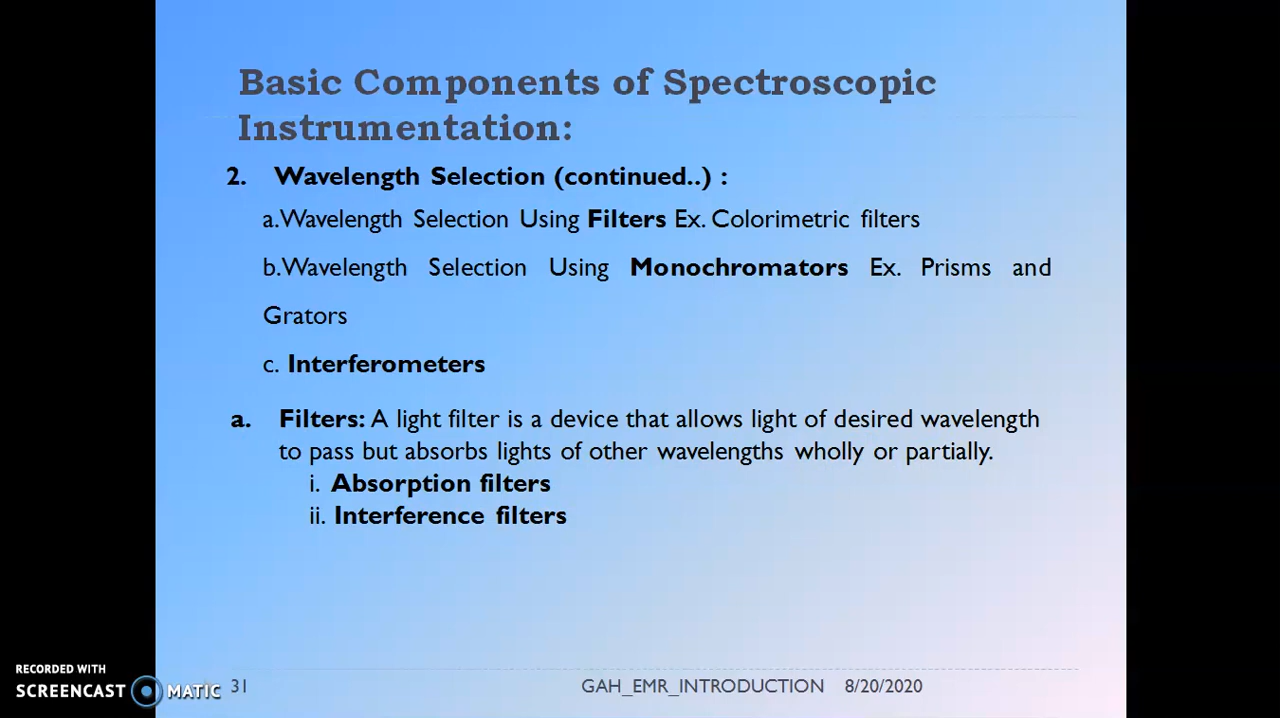 Basic Components of Spectroscopic
Instrumentation:
2. Wavelength Selection (continued..) :
a.Wavelength Selection Using Filters Ex. Colorimetric filters
b.Wavelength Selection Using Monochromators Ex. Prisms and
Grators
c. Interferometers
a. Filters: A light filter is a device that allows light of desired wavelength
to pass but absorbs lights of other wavelengths wholly or partially.
i. Absorption filters
ii. Interference filters
RECORDED WITH
SCREENCAST MATIC
31 GAH_EMR_INTRODUCTION 8/20/2020